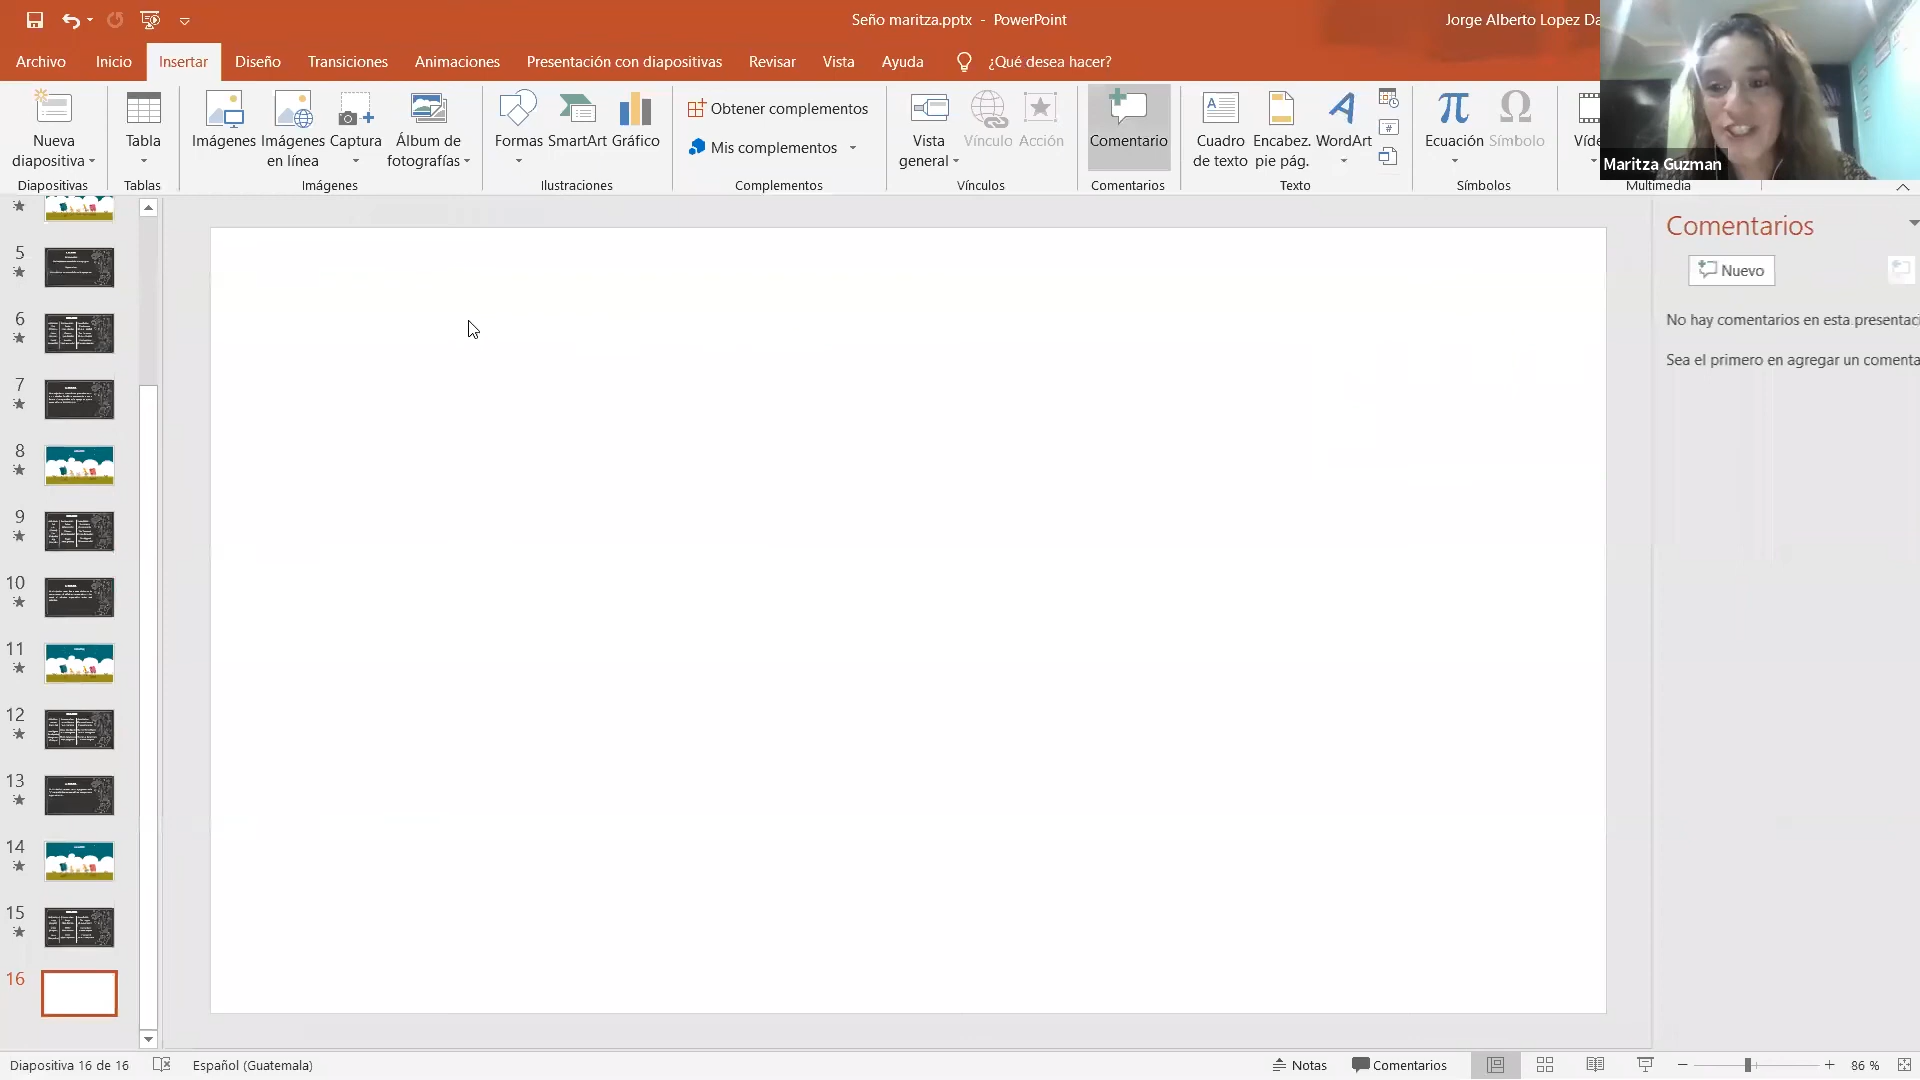 Seño maritza.pptx - PowerPoint
Jorge Alberto Lopez Da
Archivo Inicio Insertar Diseño Transiciones Animaciones Presentación con diapositivas Revisar Vista Ayuda ¿Qué desea hacer?
Nueva diapositiva
Tabla
Imágenes
Imágenes en línea
Captura
Álbum de fotografías
Formas
SmartArt
Gráfico
Obtener complementos
Mis complementos
Vista general
Vínculo
Acción
Comentario
Cuadro de texto
Encabez. pie pág.
WordArt
Ecuación
Símbolo
Víde
Maritza Guzman
Diapositivas Tablas Imágenes Ilustraciones Complementos Vínculos Comentarios Texto Símbolos Multimedia
5
6
7
8
9
10
11
12
13
14
15
16
Comentarios
Nuevo
No hay comentarios en esta presentaci
Sea el primero en agregar un comenta
Diapositiva 16 de 16 Español (Guatemala) Notas Comentarios 86 %